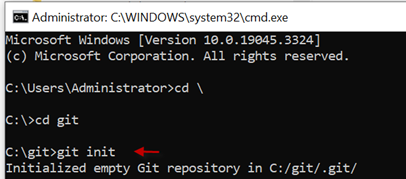 Administrator: C:\WINDOWS\system32\cmd.exe
Microsoft Windows [Version 10.0.19045.3324]
(c) Microsoft Corporation. All rights reserved.
C:\Users\Administrator>cd \
C:\>cd git
C:\git>git init
Initialized empty Git repository in C:/git/.git/